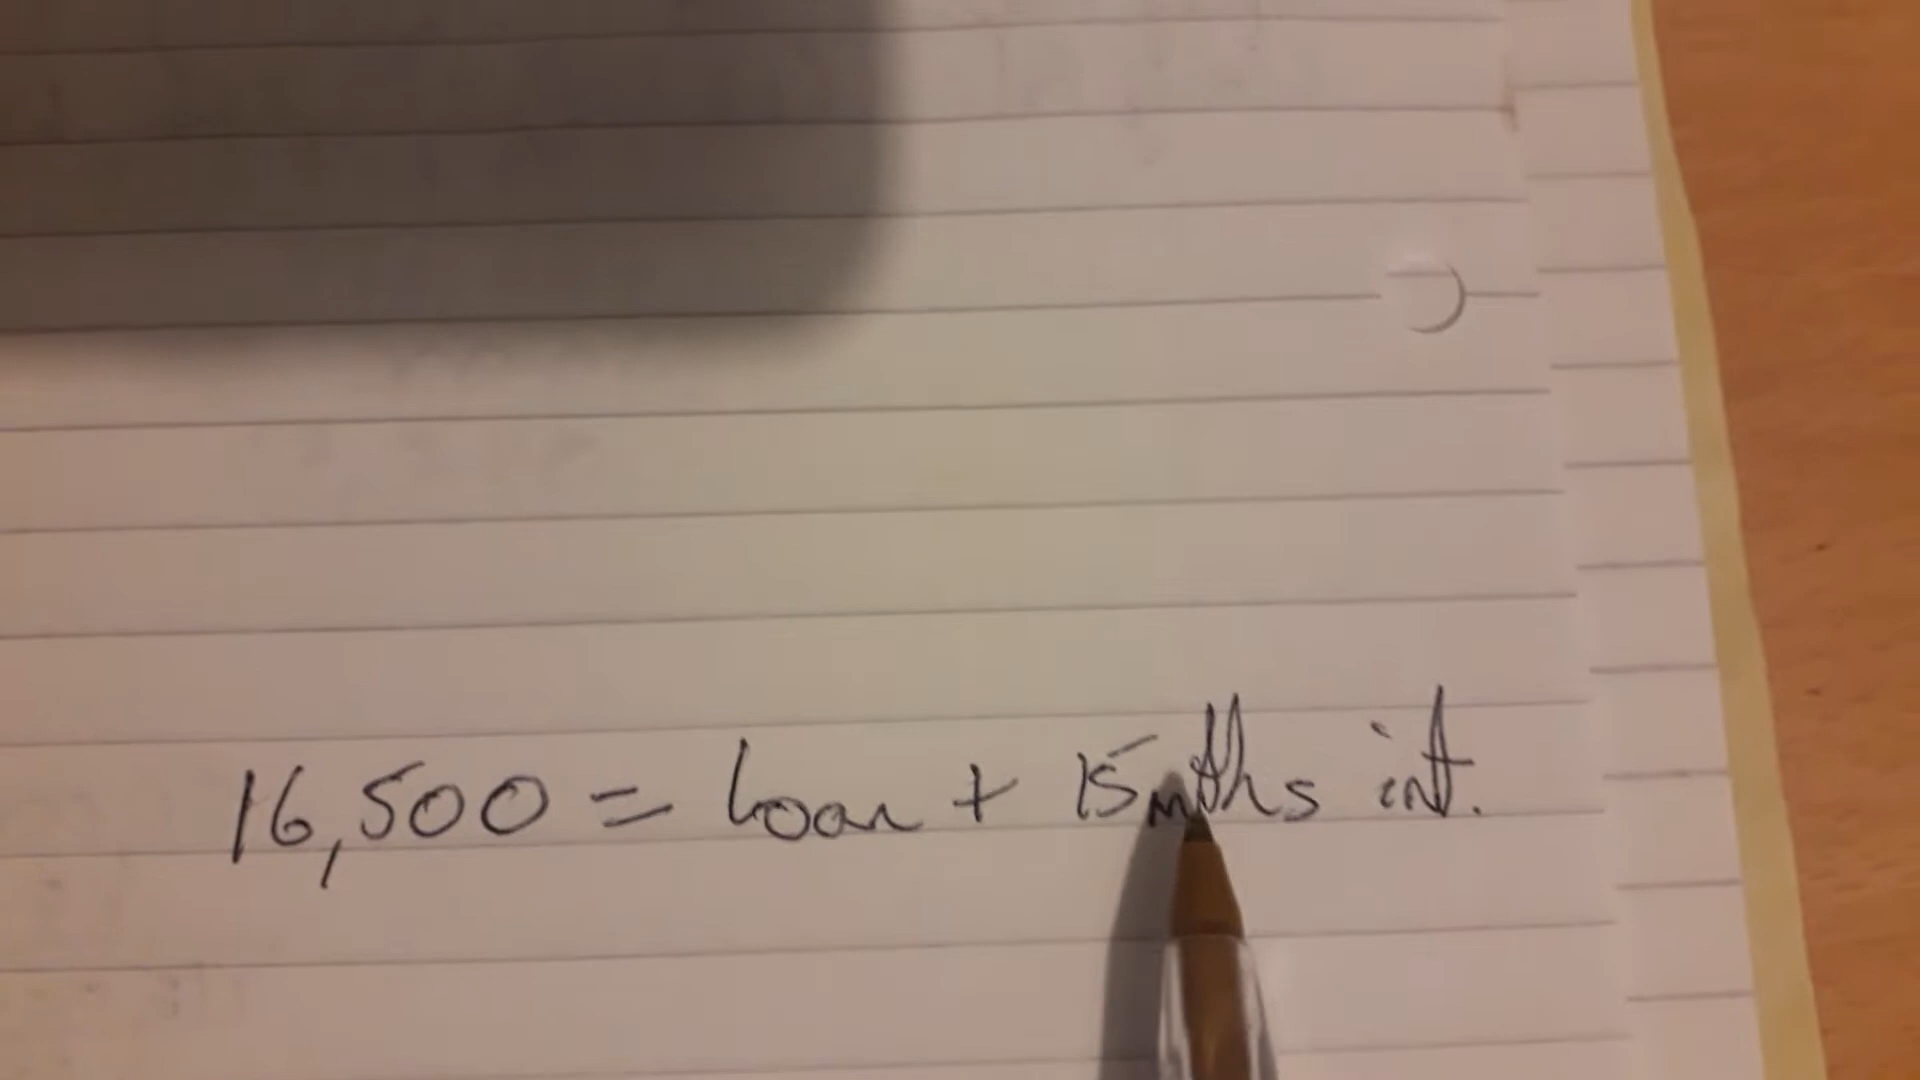 16,500 = Loan + 15mths int.